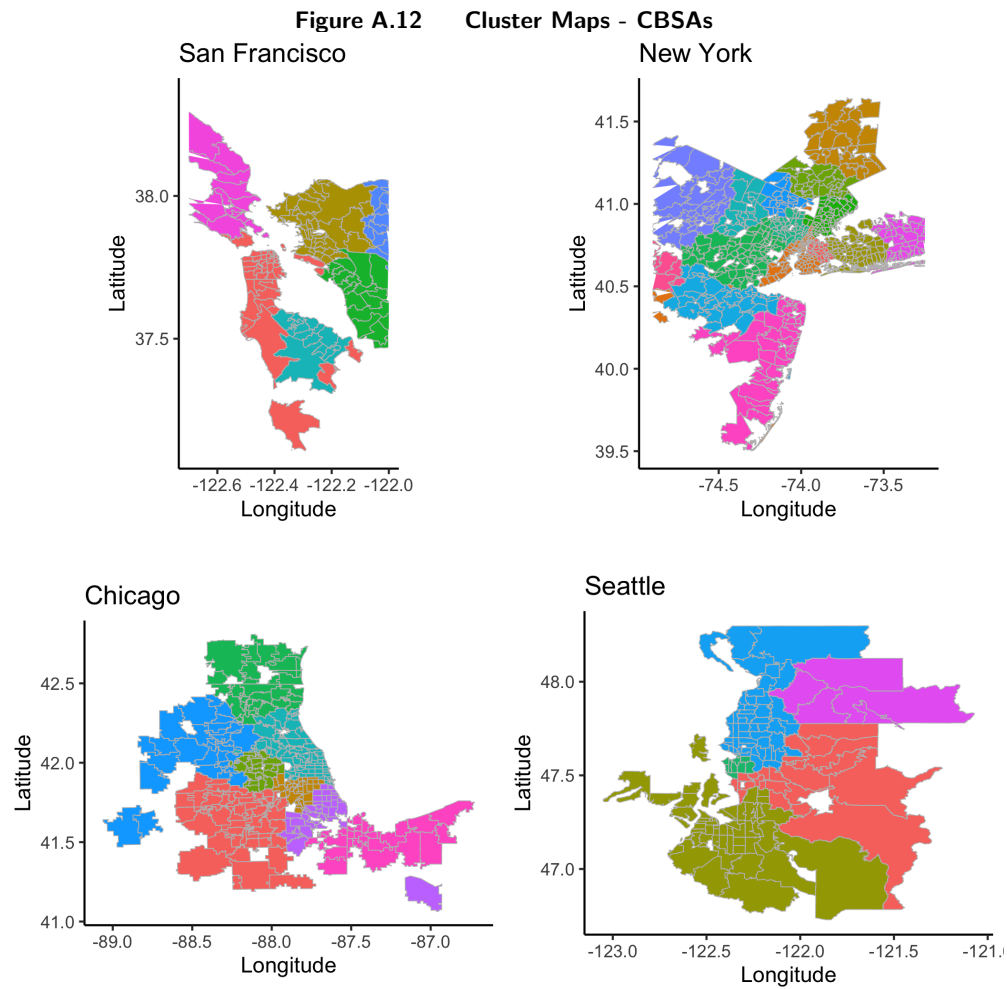 Figure A.12 Cluster Maps - CBSAs
San Francisco
New York
38.0
37.5
Latitude
-122.6 -122.4 -122.2 -122.0
Longitude
41.5
41.0
40.5
40.0
39.5
Latitude
-74.5 -74.0 -73.5
Longitude
Chicago
Seattle
42.5
42.0
41.5
41.0
Latitude
-89.0 -88.5 -88.0 -87.5 -87.0
Longitude
48.0
47.5
47.0
Latitude
-123.0 -122.5 -122.0 -121.5 -121.
Longitude